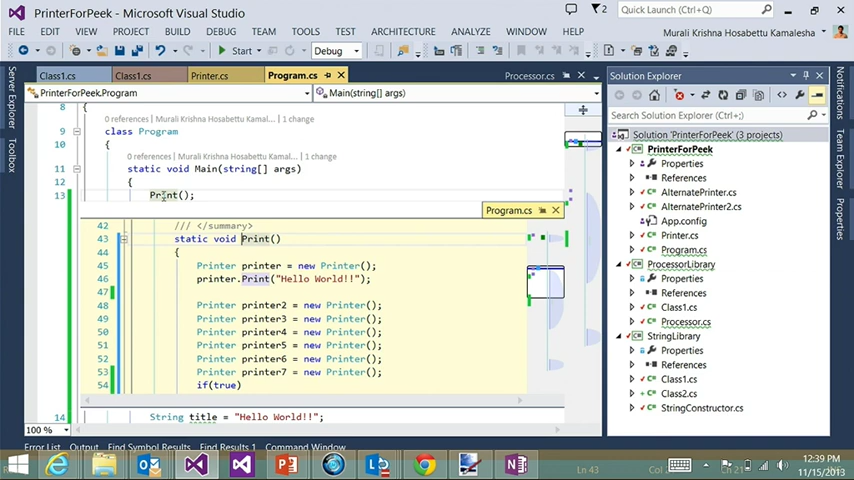 PrinterForPeek - Microsoft Visual Studio
2
Quick Launch (Ctrl+Q)
FILE EDIT VIEW PROJECT BUILD DEBUG TEAM TOOLS TEST ARCHITECTURE ANALYZE WINDOW HELP
Murali Krishna Hosabettu Kamalesha
Start Debug
Server Explorer
Toolbox
Class1.cs Class1.cs Printer.cs Program.cs Processor.cs
PrinterForPeek.Program Main(string[] args)
8 {
0 references | Murali Krishna Hosabettu Kamal... | 1 change
9 class Program
10 {
0 references | Murali Krishna Hosabettu Kamal... | 1 change
11 static void Main(string[] args)
12 {
13 Print();
Program.cs
42 /// </summary>
43 static void Print()
44 {
45 Printer printer = new Printer();
46 printer.Print("Hello World!!");
47
48 Printer printer2 = new Printer();
49 Printer printer3 = new Printer();
50 Printer printer4 = new Printer();
51 Printer printer5 = new Printer();
52 Printer printer6 = new Printer();
53 Printer printer7 = new Printer();
54 if(true)
14 String title = "Hello World!!";
100 %
Solution Explorer
Search Solution Explorer (Ctrl+;)
Solution 'PrinterForPeek' (3 projects)
PrinterForPeek
Properties
References
AlternatePrinter.cs
AlternatePrinter2.cs
App.config
Printer.cs
Program.cs
ProcessorLibrary
Properties
References
Class1.cs
Processor.cs
StringLibrary
Properties
References
Class1.cs
Class2.cs
StringConstructor.cs
Notifications
Team Explorer
Error List Output Find Symbol Results Find Results 1 Command Window
Ln 43
Ch 21
12:39 PM
11/15/2013